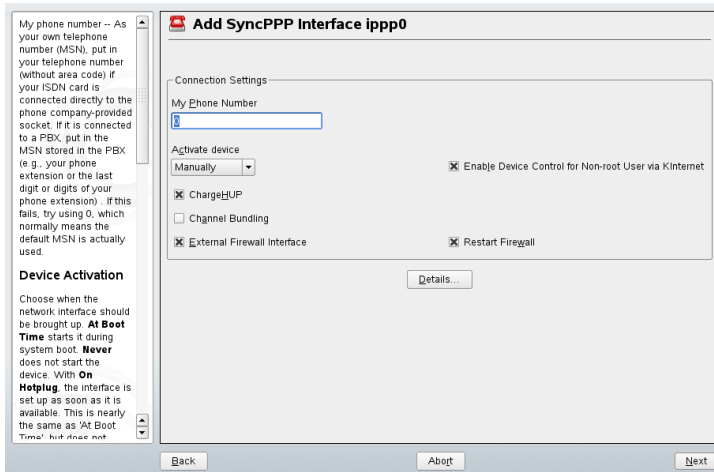 My phone number -- As
your own telephone
number (MSN), put in
your telephone number
(without area code) if
your ISDN card is
connected directly to the
phone company-provided
socket. If it is connected
to a PBX, put in the
MSN stored in the PBX
(e.g., your phone
extension or the last
digit or digits of your
phone extension) . If this
fails, try using 0, which
normally means the
default MSN is actually
used.
Device Activation
Choose when the
network interface should
be brought up. At Boot
Time starts it during
system boot. Never
does not start the
device. With On
Hotplug, the interface is
set up as soon as it is
available. This is nearly
the same as 'At Boot
Time', but does not
Add SyncPPP Interface ippp0
Connection Settings
My Phone Number
0
Activate device
Manually
Enable Device Control for Non-root User via KInternet
ChargeHUP
Channel Bundling
External Firewall Interface
Restart Firewall
Details...
Back
Abort
Next